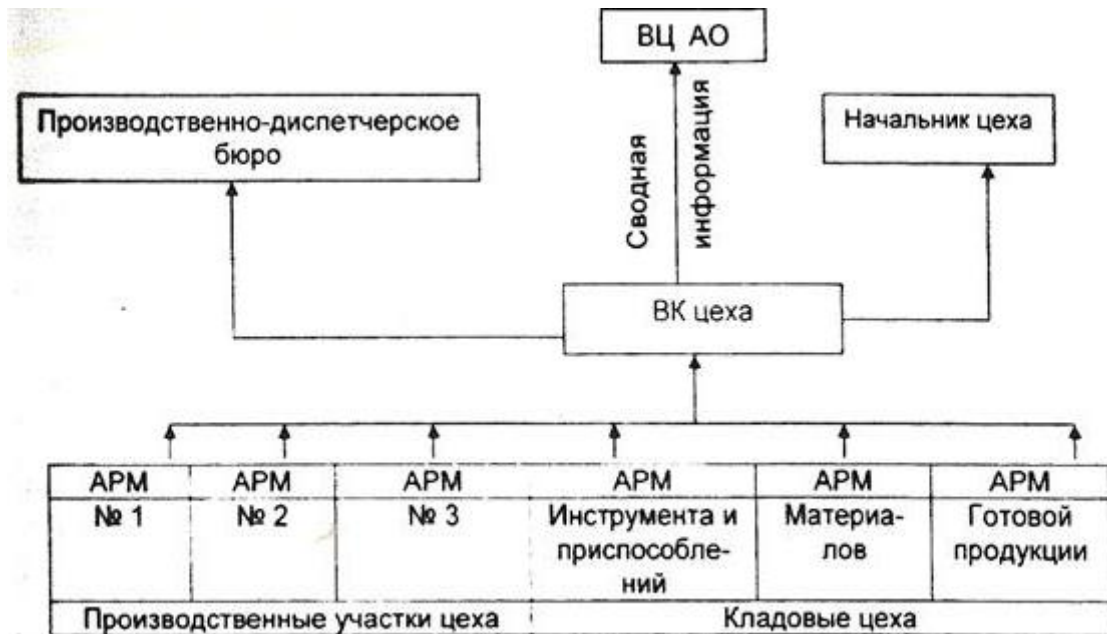 ВЦ АО
Производственно-диспетчерское
бюро
Сводная
информация
Начальник цеха
ВК цеха
АРМ АРМ АРМ АРМ АРМ АРМ
№ 1 № 2 № 3 Инструмента и Материа- Готовой
приспособле- лов продукции
ний
Производственные участки цеха Кладовые цеха